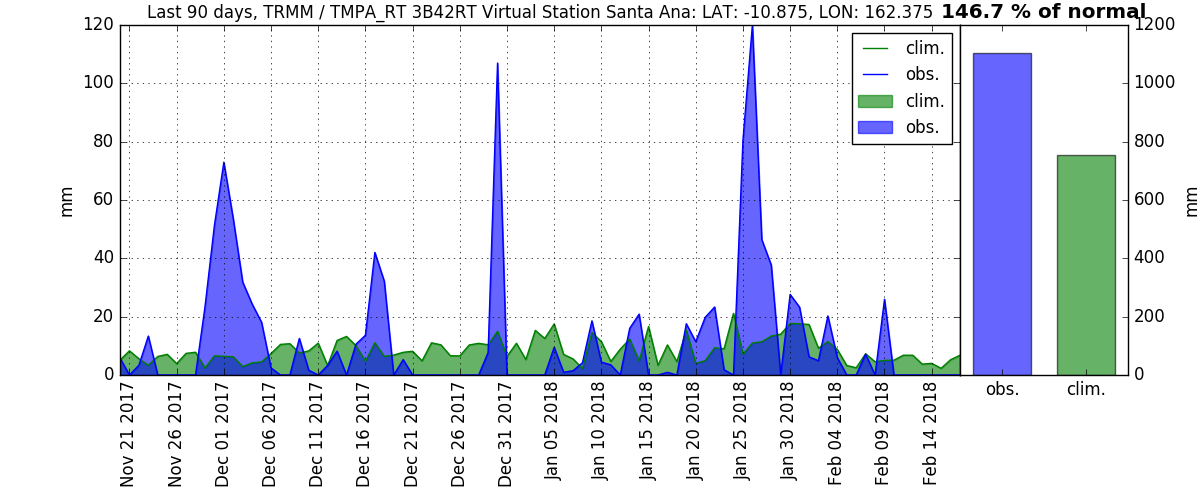 Last 90 days, TRMM / TMPA_RT 3B42RT Virtual Station Santa Ana: LAT: -10.875, LON: 162.375 146.7 % of normal
120
100
80
60
40
20
0
mm
clim.
obs.
clim.
obs.
1200
1000
800
600
400
200
0
mm
obs.
clim.
Nov 21 2017
Nov 26 2017
Dec 01 2017
Dec 06 2017
Dec 11 2017
Dec 16 2017
Dec 21 2017
Dec 26 2017
Dec 31 2017
Jan 05 2018
Jan 10 2018
Jan 15 2018
Jan 20 2018
Jan 25 2018
Jan 30 2018
Feb 04 2018
Feb 09 2018
Feb 14 2018